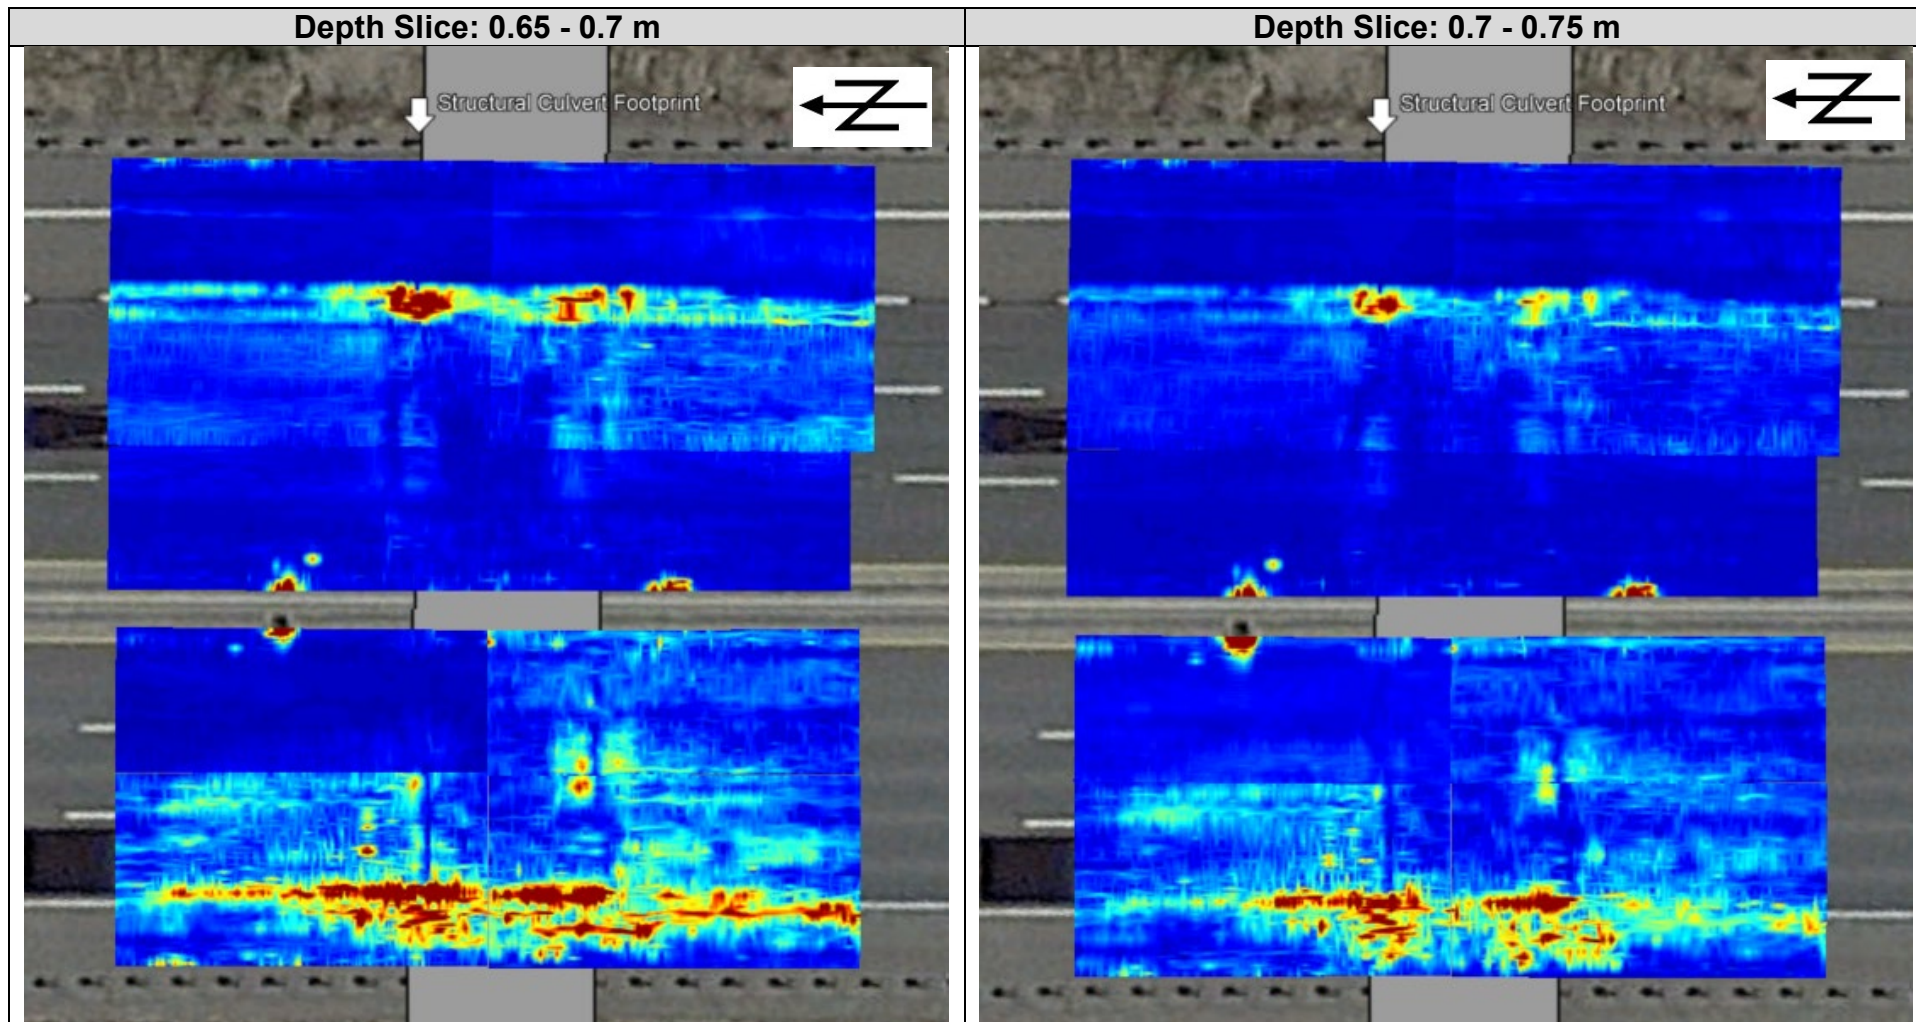 Depth Slice: 0.65 - 0.7 m
Depth Slice: 0.7 - 0.75 m
Structural Culvert Footprint
Structural Culvert Footprint